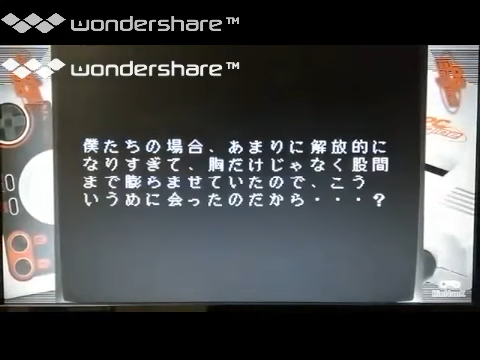 wondershare™
wondershare™
僕たちの場合、あまりに解放的に
なりすぎて、胸だけじゃなく股間
まで膨らませていたので、こう
いうめに会ったのだから・・・？